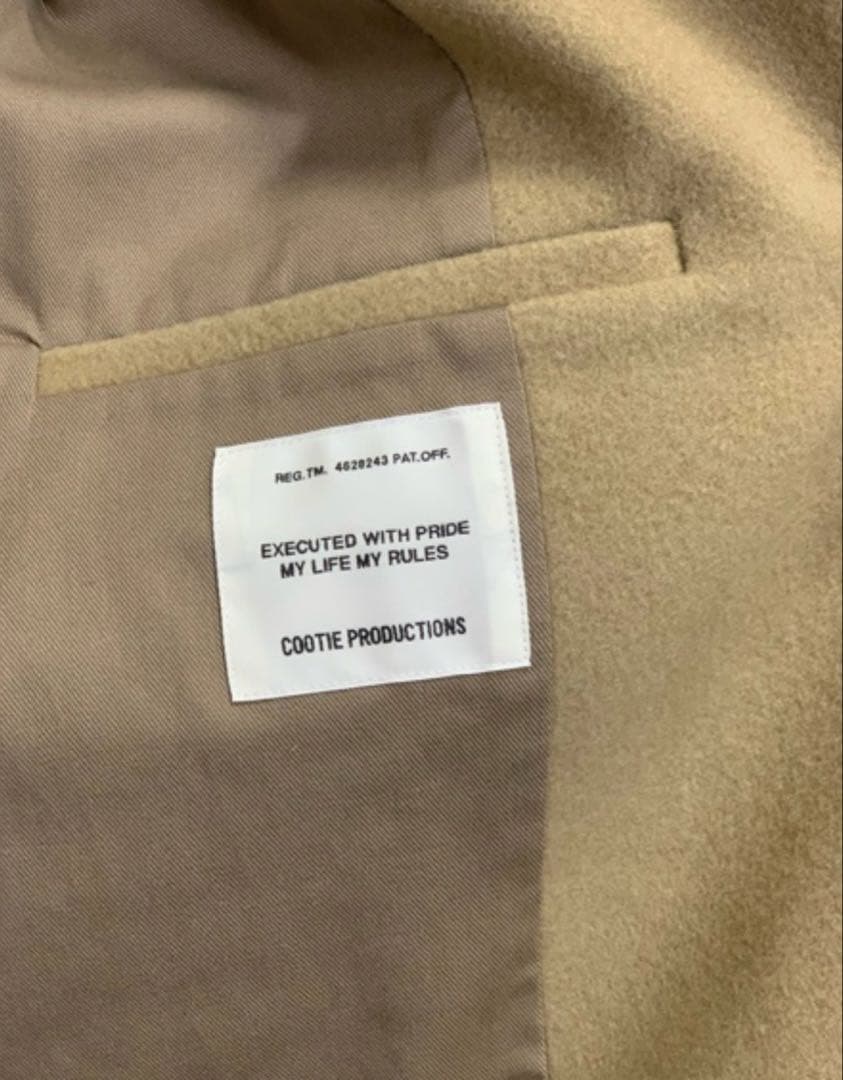 REG.TM. 4628243 PAT.OFF.
EXECUTED WITH PRIDE
MY LIFE MY RULES
COOTIE PRODUCTIONS